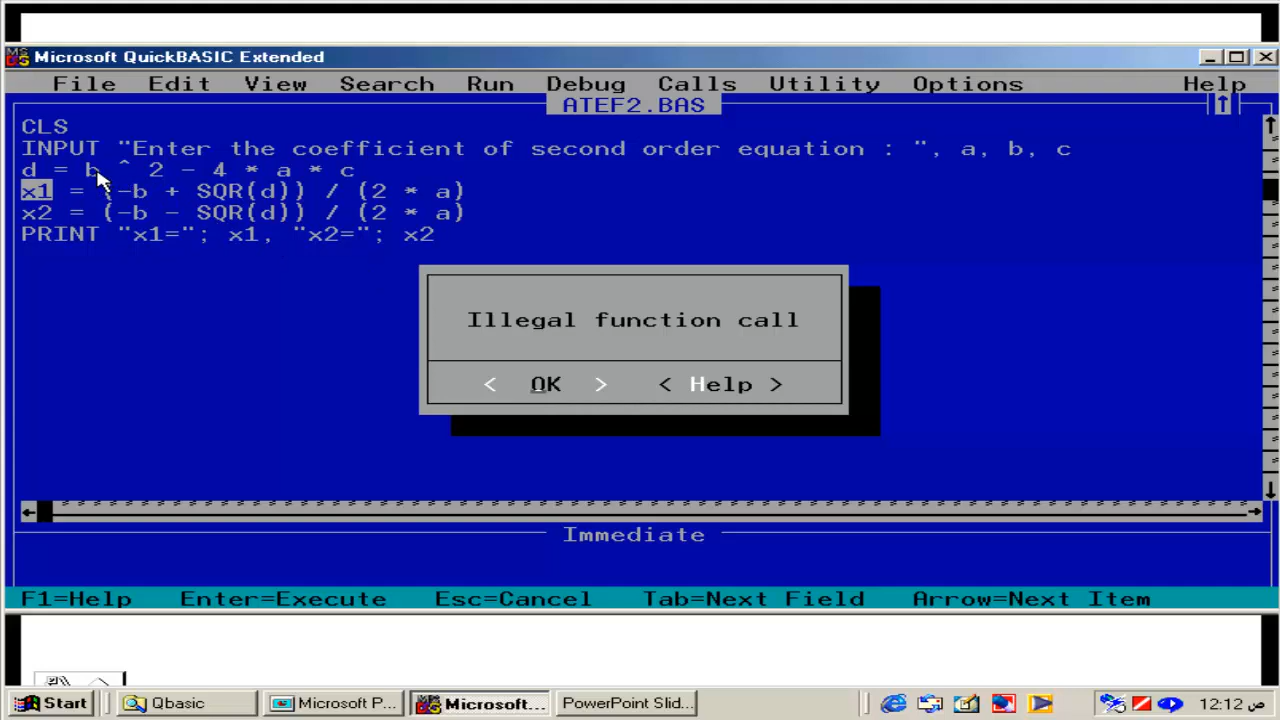 Microsoft QuickBASIC Extended
File Edit View Search Run Debug Calls Utility Options Help
ATEF2.BAS
CLS
INPUT "Enter the coefficient of second order equation : ", a, b, c
d = b ^ 2 - 4 * a * c
x1 = (-b + SQR(d)) / (2 * a)
x2 = (-b - SQR(d)) / (2 * a)
PRINT "x1="; x1, "x2="; x2
Illegal function call
< OK > < Help >
Immediate
F1=Help Enter=Execute Esc=Cancel Tab=Next Field Arrow=Next Item
Start Qbasic Microsoft P... Microsoft... PowerPoint Slid... 12:12 ص